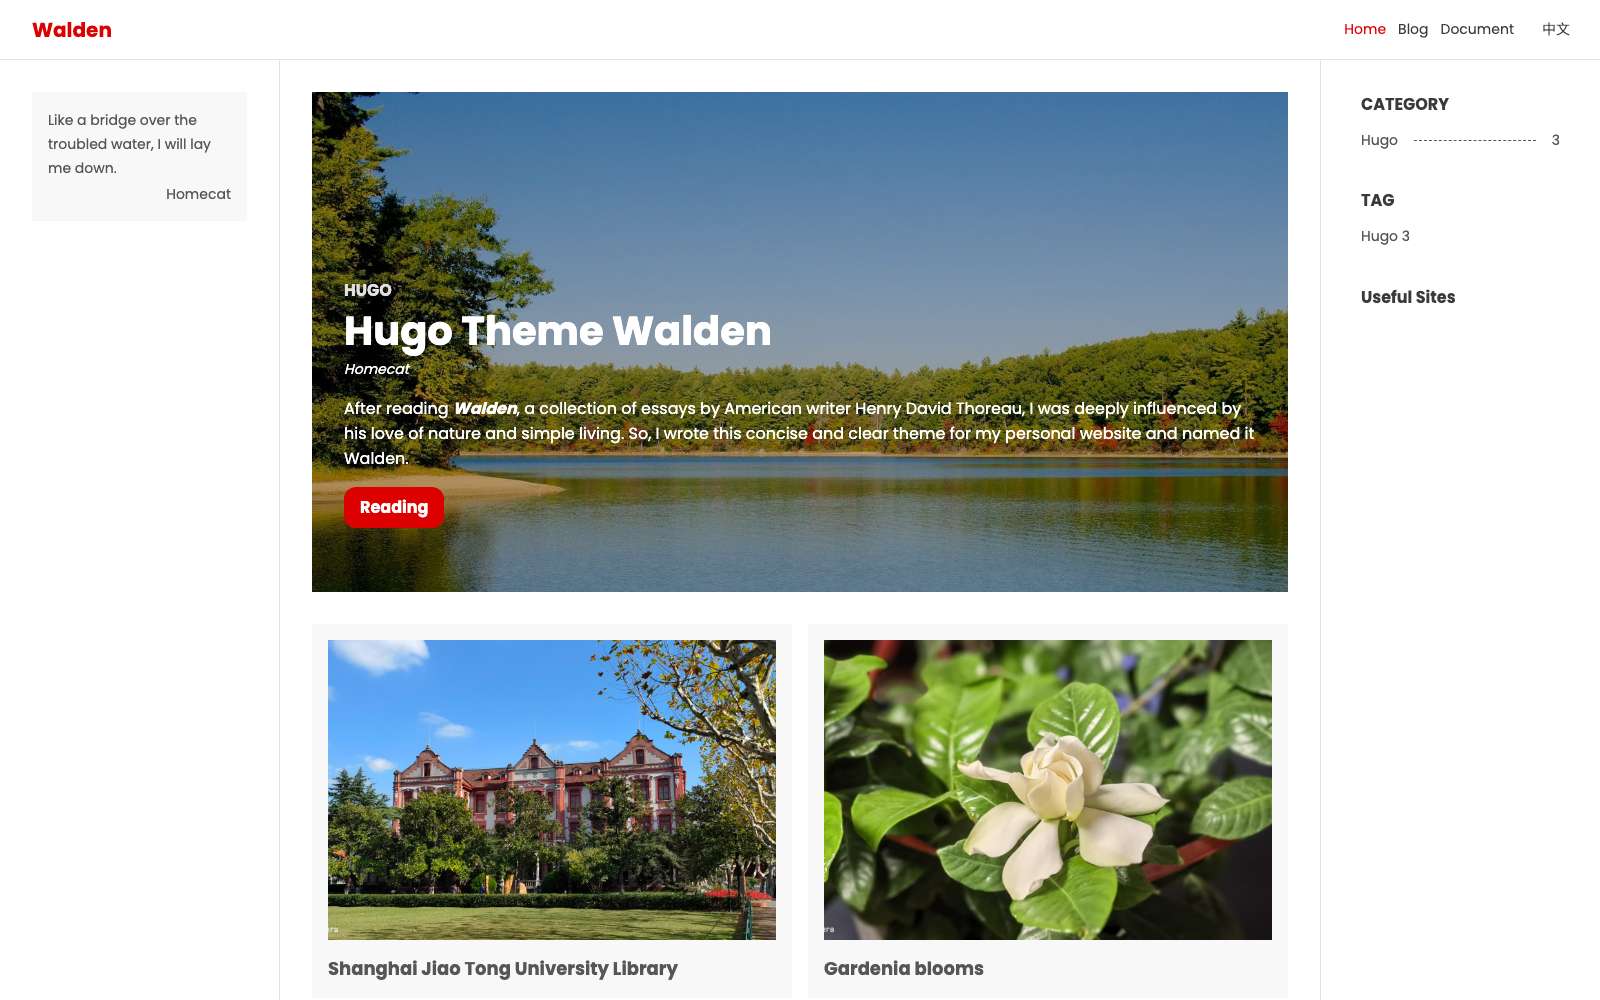 Walden
Home Blog Document 中文
Like a bridge over the
troubled water, I will lay
me down.
Homecat
HUGO
Hugo Theme Walden
Homecat
After reading Walden, a collection of essays by American writer Henry David Thoreau, I was deeply influenced by
his love of nature and simple living. So, I wrote this concise and clear theme for my personal website and named it
Walden.
Reading
Shanghai Jiao Tong University Library
Gardenia blooms
CATEGORY
Hugo 3
TAG
Hugo 3
Useful Sites